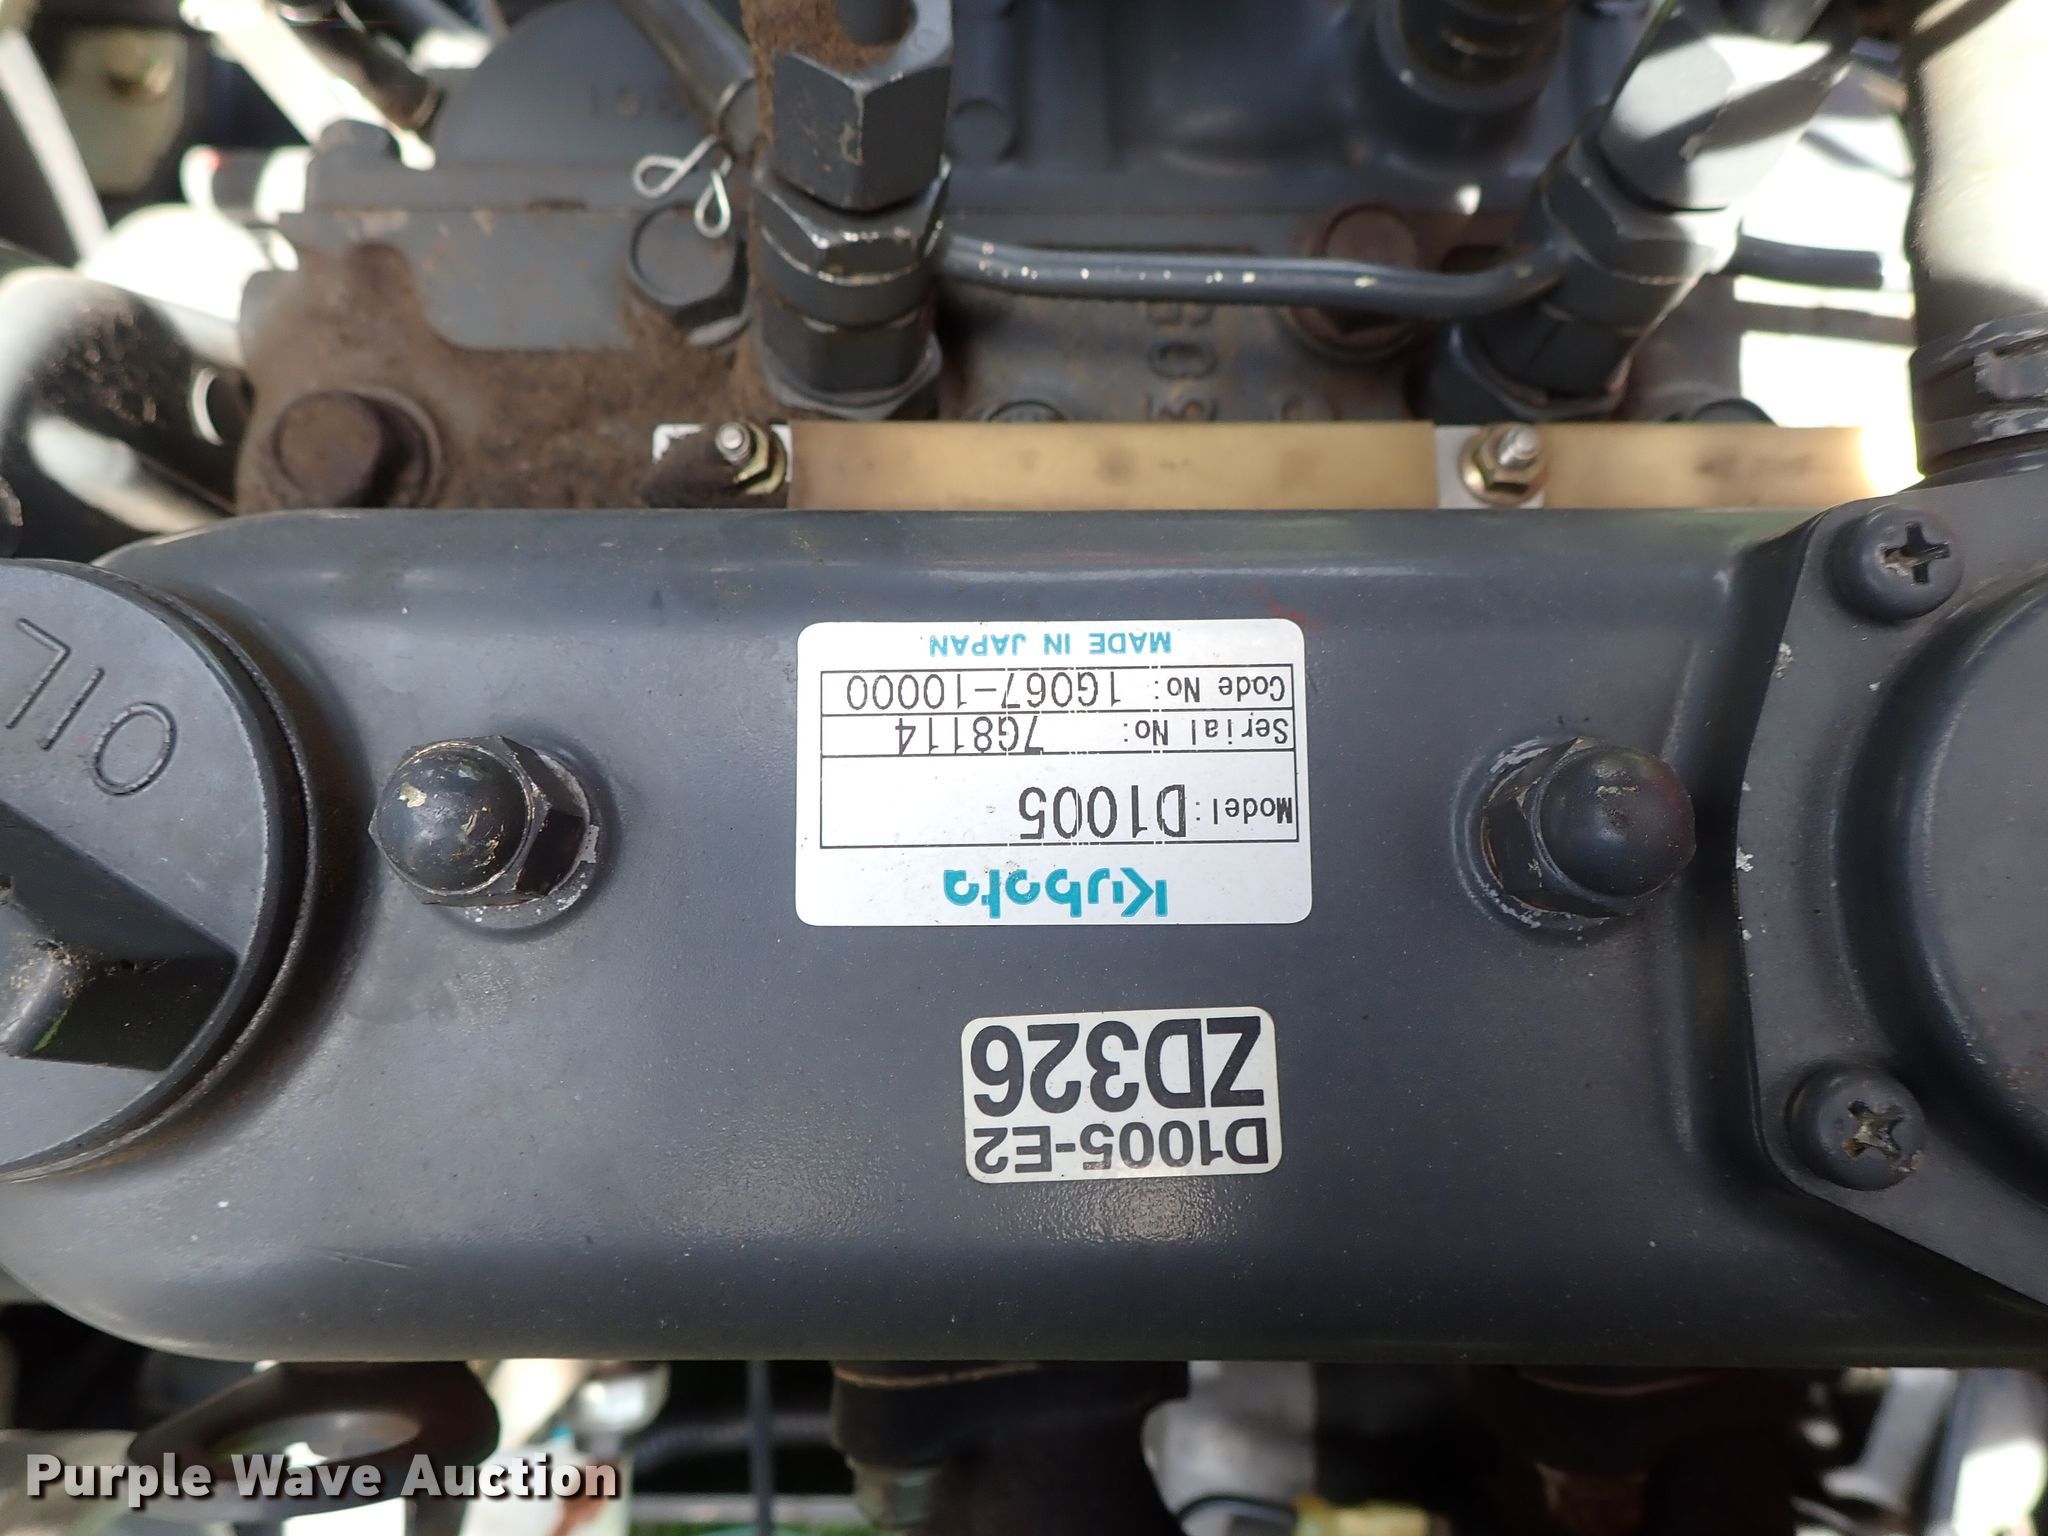 Kubota
Model: D1005
Serial No: 7G8114
Code No: 1G067-10000
MADE IN JAPAN
D1005-E2
ZD326
OIL
305
Purple Wave Auction